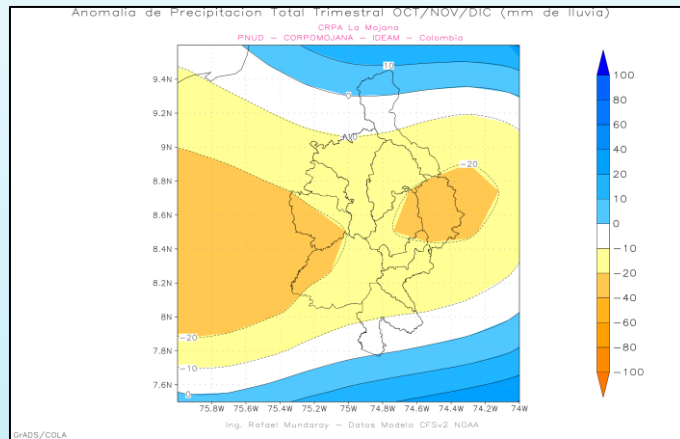 Anomalia de Precipitacion Total Trimestral OCT/NOV/DIC (mm de lluvia)
CRPA La Mojana
PNUD — CORPOMOJANA — IDEAM — Colombia
9.4N
9.2N
9N
8.8N
8.6N
8.4N
8.2N
8N
7.8N
7.6N
10
0
-10
-20
-20
-10
0
100
80
60
40
20
10
0
-10
-20
-40
-60
-80
-100
75.8W 75.6W 75.4W 75.2W 75W 74.8W 74.6W 74.4W 74.2W 74W
Ing. Rafael Mundaray — Datos Modelo CFSv2 NOAA
GrADS/COLA